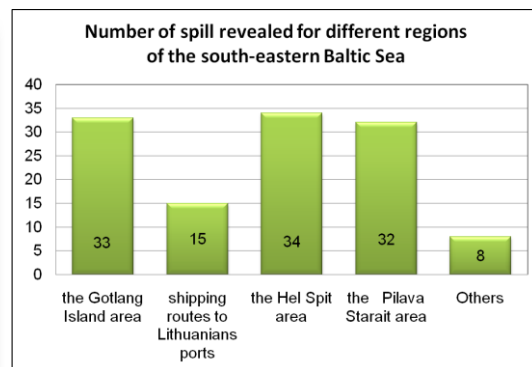 Number of spill revealed for different regions
of the south-eastern Baltic Sea
40
35
30
25
20
15
10
5
0
33
15
34
32
8
the Gotlang
Island area
shipping
routes to
Lithuanians
ports
the Hel Spit
area
the Pilava
Starait area
Others